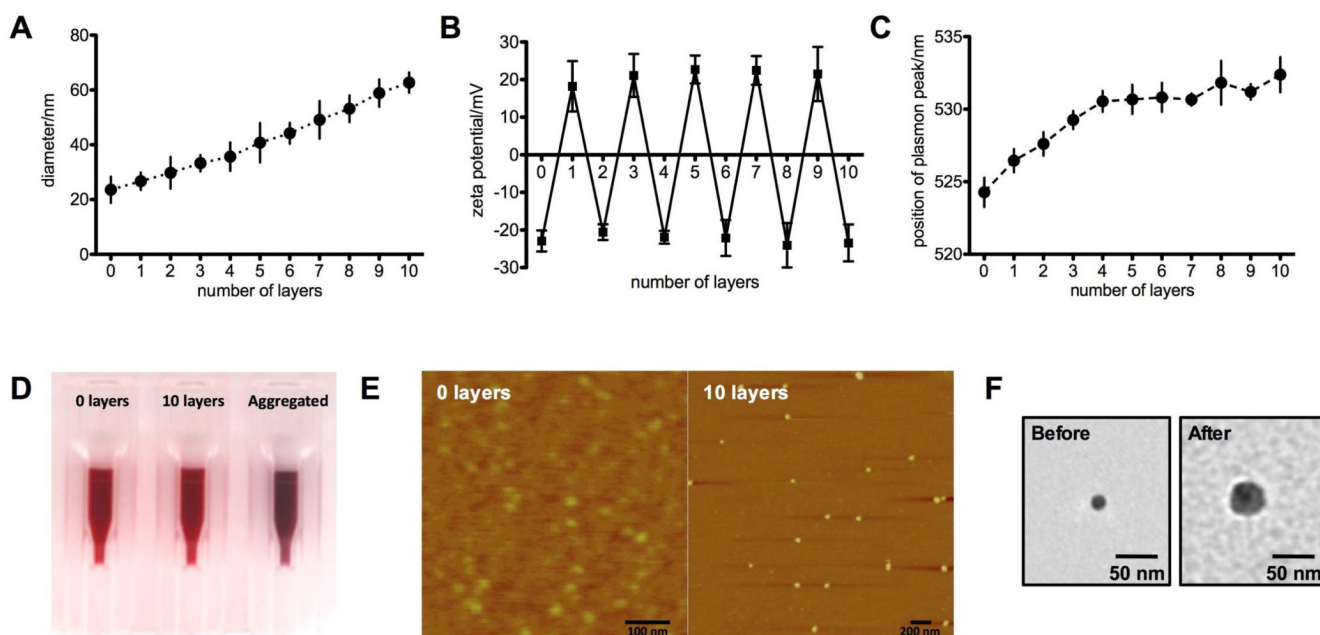 A
diameter/nm
80
60
40
20
0
0 1 2 3 4 5 6 7 8 9 10
number of layers
B
zeta potential/mV
30
20
10
0
-10
-20
-30
0 1 2 3 4 5 6 7 8 9 10
number of layers
C
position of plasmon peak/nm
535
530
525
520
0 1 2 3 4 5 6 7 8 9 10
number of layers
D
0 layers 10 layers Aggregated
E
0 layers
100 nm
10 layers
200 nm
F
Before
50 nm
After
50 nm